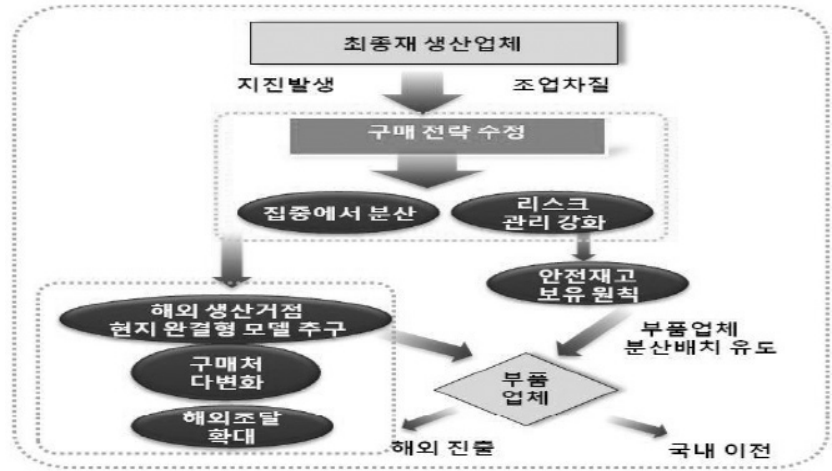 최종재 생산업체
지진발생
조업차질
구매 전략 수정
집중에서 분산
리스크
관리 강화
안전재고
보유 원칙
해외 생산거점
현지 완결형 모델 추구
구매처
다변화
해외조달
확대
부품업체
분산배치 유도
부품
업체
해외 진출
국내 이전